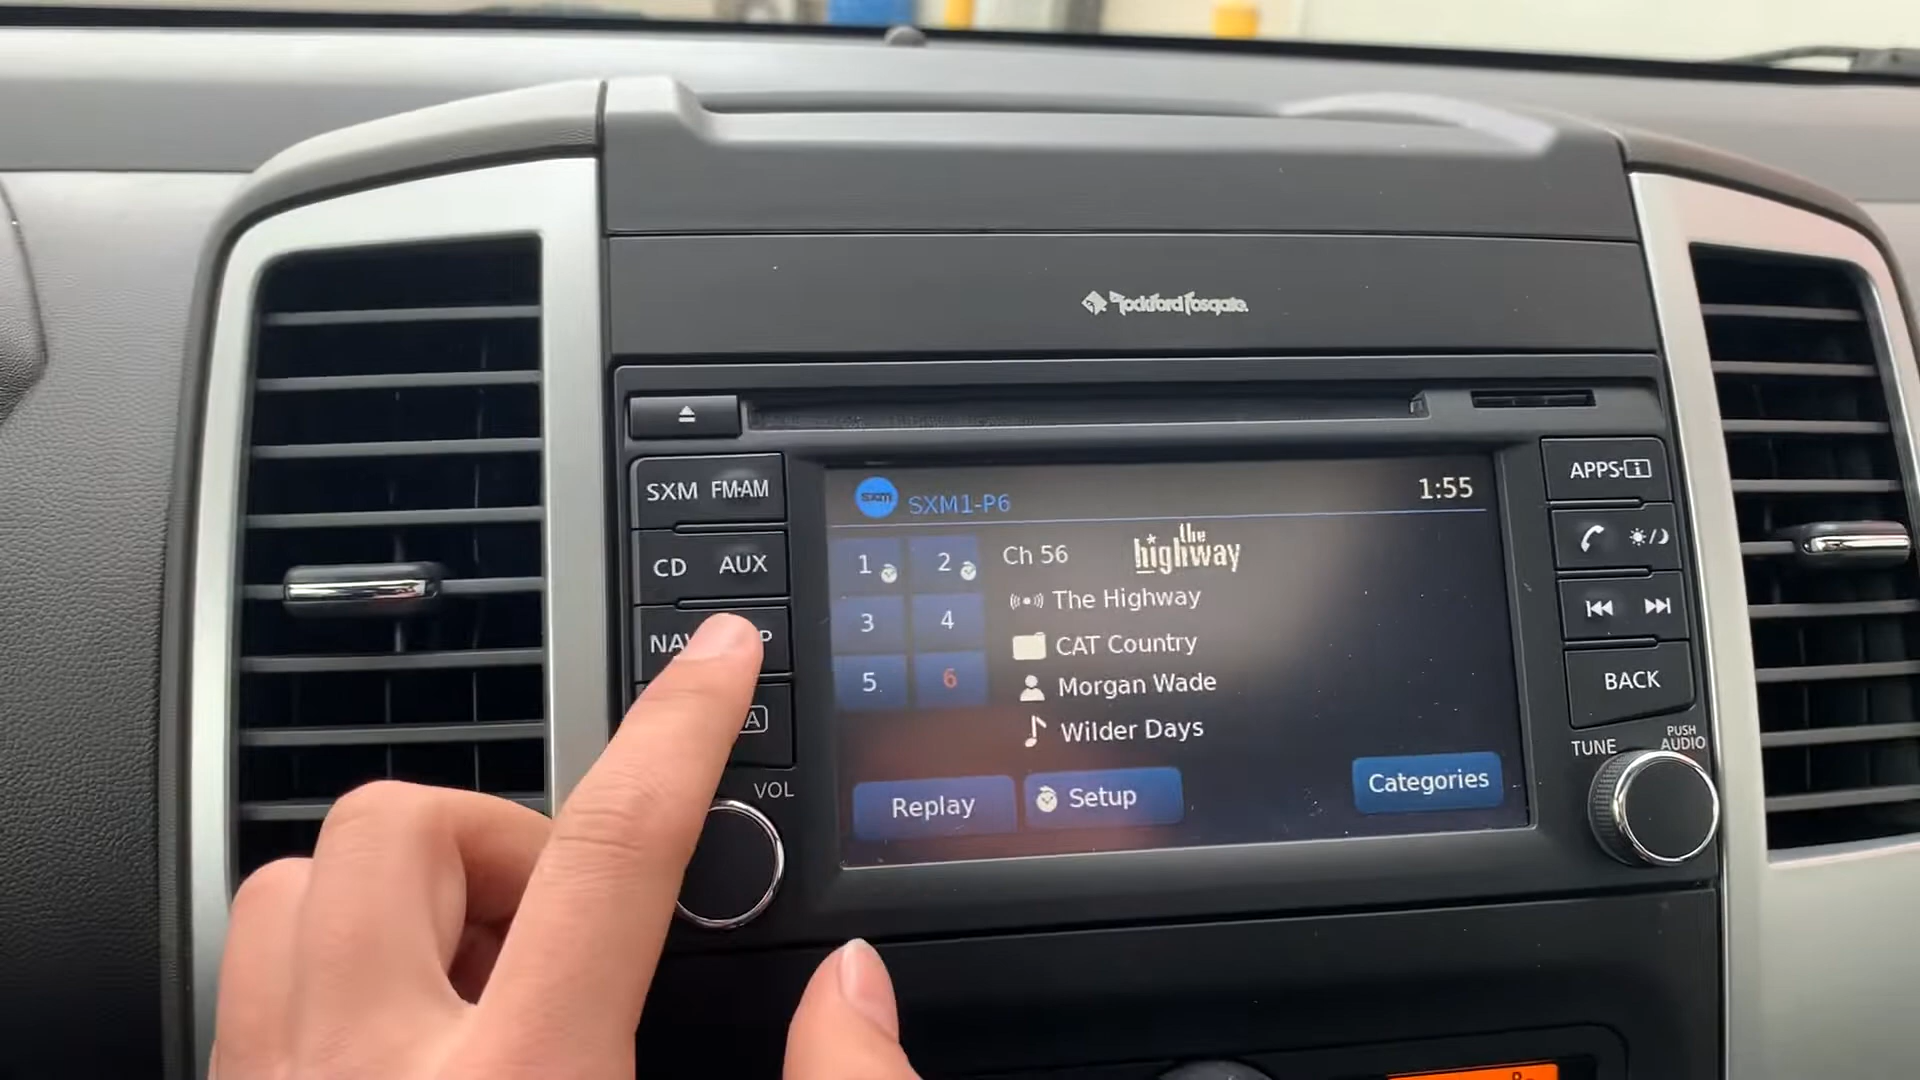 Rockford Fosgate
SXM FM·AM
CD AUX
VOL
sxm SXM1-P6 1:55
1 2
3 4
5 6
Ch 56 the highway
The Highway
CAT Country
Morgan Wade
Wilder Days
Replay Setup Categories
APPS·i
BACK
TUNE PUSH AUDIO